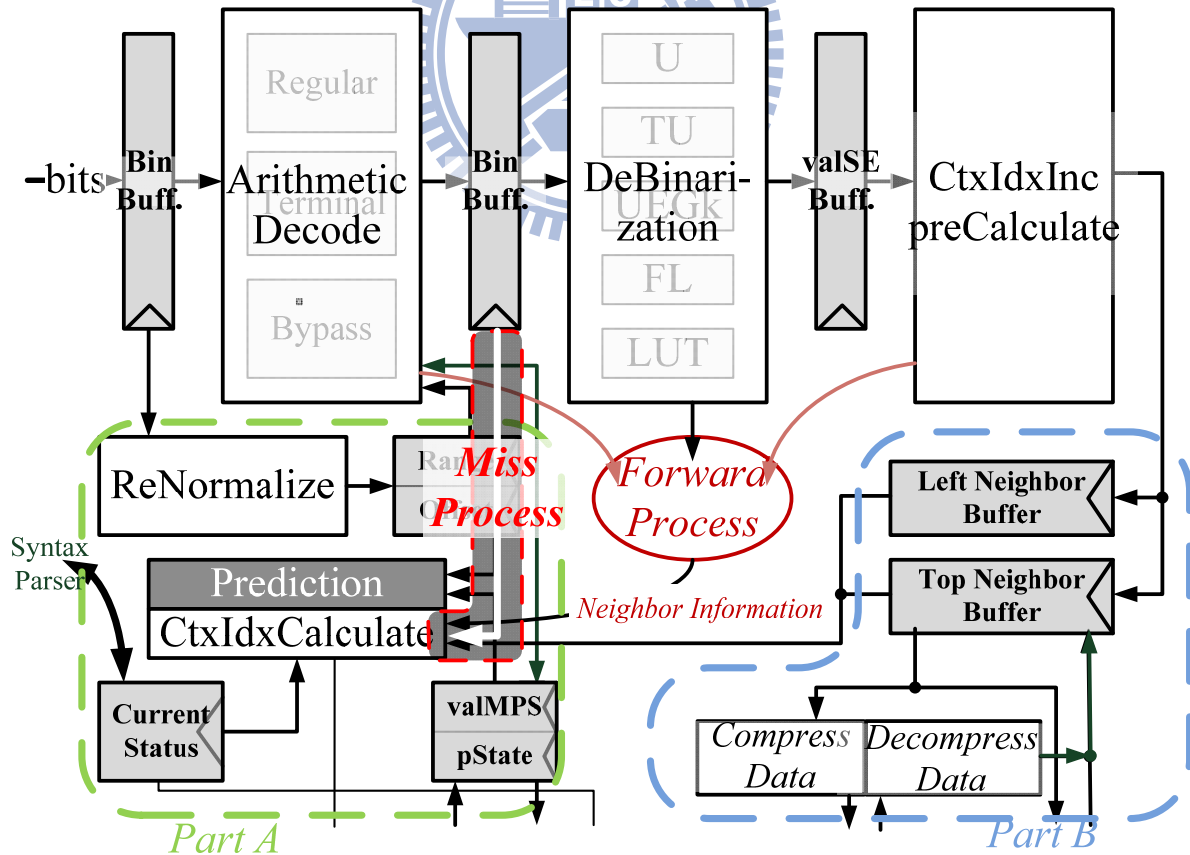 Regular
U
TU
bits
Bin
Buff.
Arithmetic
Terminal
Decode
Bin
Buff.
DeBinari-
UEGk
zation
valSE
Buff.
CtxIdxInc
preCalculate
Bypass
FL
LUT
ReNormalize
Miss
Process
Forward
Process
Left Neighbor
Buffer
Syntax
Parser
Prediction
CtxIdxCalculate
Neighbor Information
Top Neighbor
Buffer
Current
Status
valMPS
pState
Compress
Data
Decompress
Data
Part A
Part B